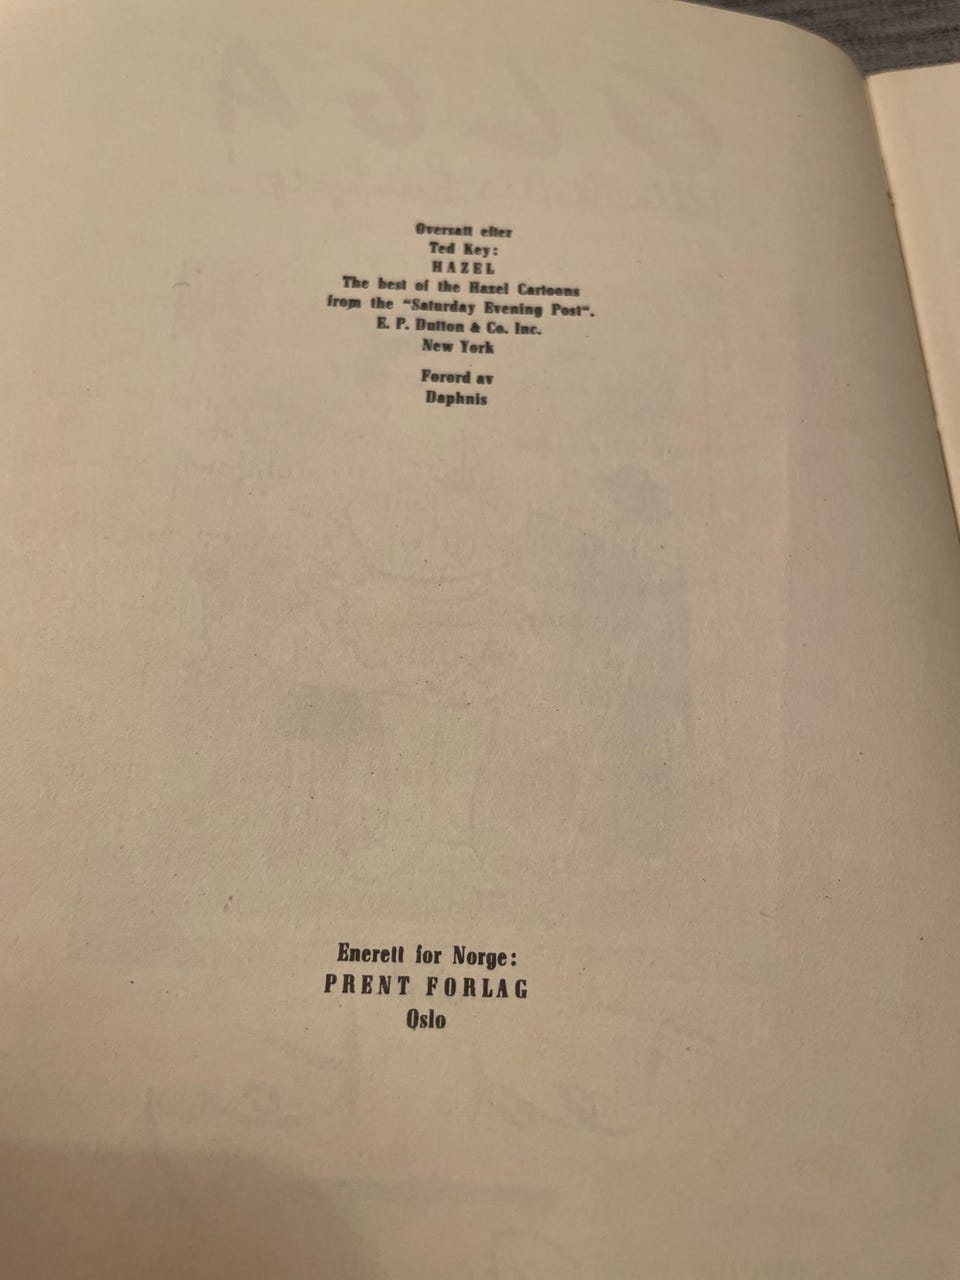 Oversatt efter
Ted Key:
HAZEL
The best of the Hazel Cartoons
from the "Saturday Evening Post".
E. P. Dutton & Co. Inc.
New York
Forord av
Daphnis
Enerett for Norge:
PRENT FORLAG
Oslo